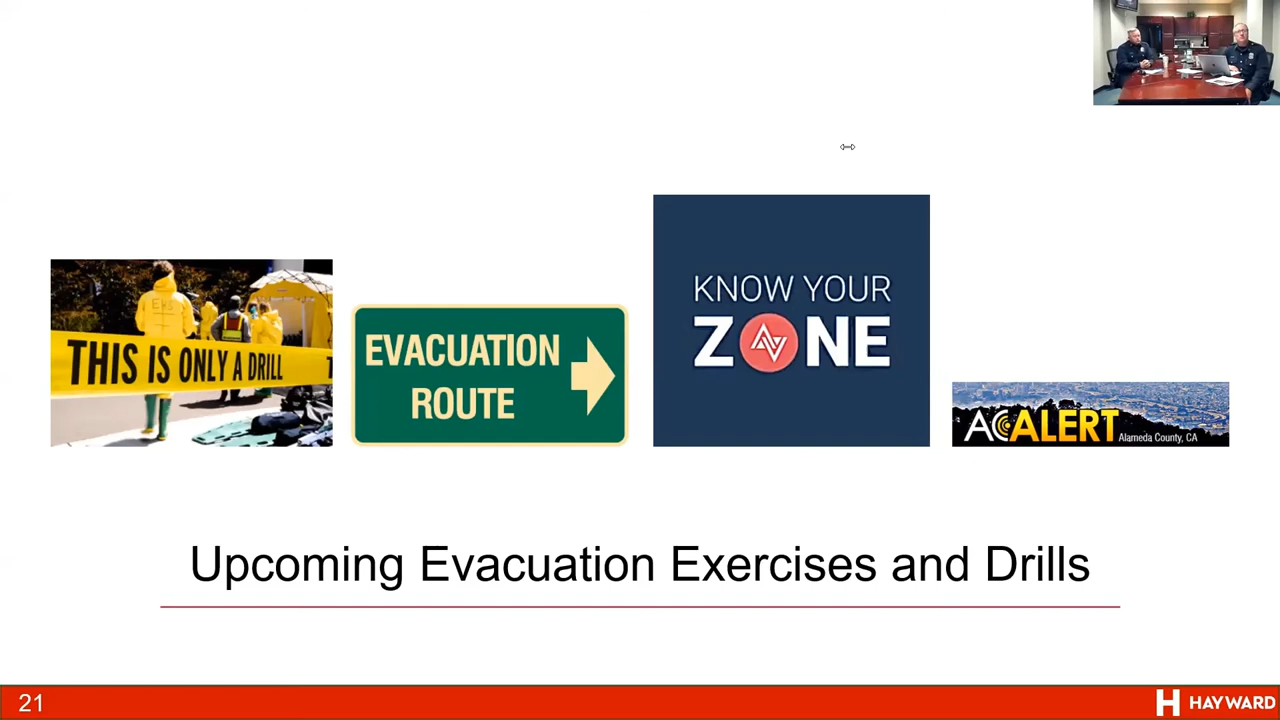 EHS
THIS IS ONLY A DRILL
EVACUATION
ROUTE
KNOW YOUR
ZONE
ACALERT
Alameda County, CA
Upcoming Evacuation Exercises and Drills
21
H HAYWARD